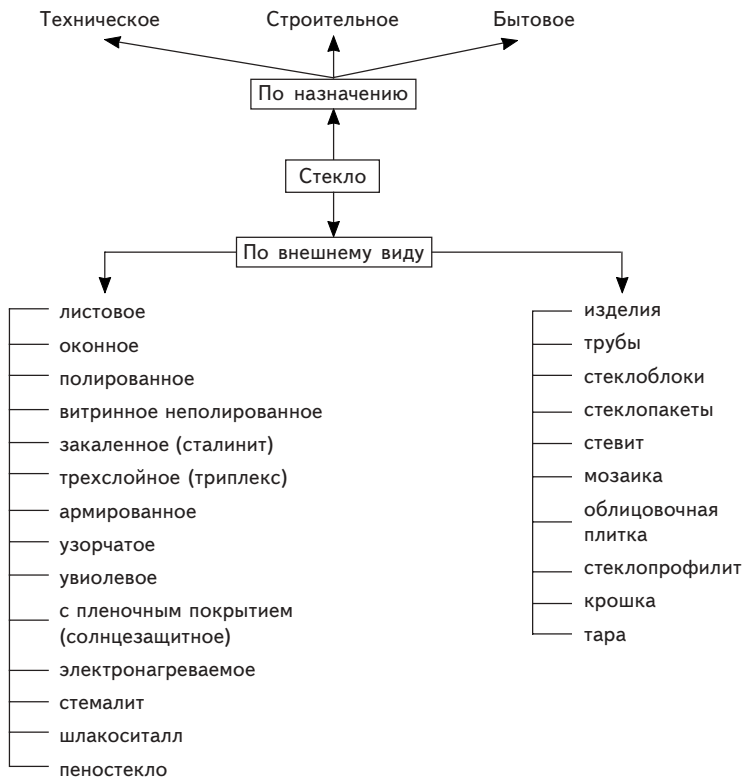 Техническое Строительное Бытовое
По назначению
Стекло
По внешнему виду
листовое
оконное
полированное
витринное неполированное
закаленное (сталинит)
трехслойное (триплекс)
армированное
узорчатое
увиолевое
с пленочным покрытием
(солнцезащитное)
электронагреваемое
стемалит
шлакоситалл
пеностекло
изделия
трубы
стеклоблоки
стеклопакеты
стевит
мозаика
облицовочная
плитка
стеклопрофилит
крошка
тара